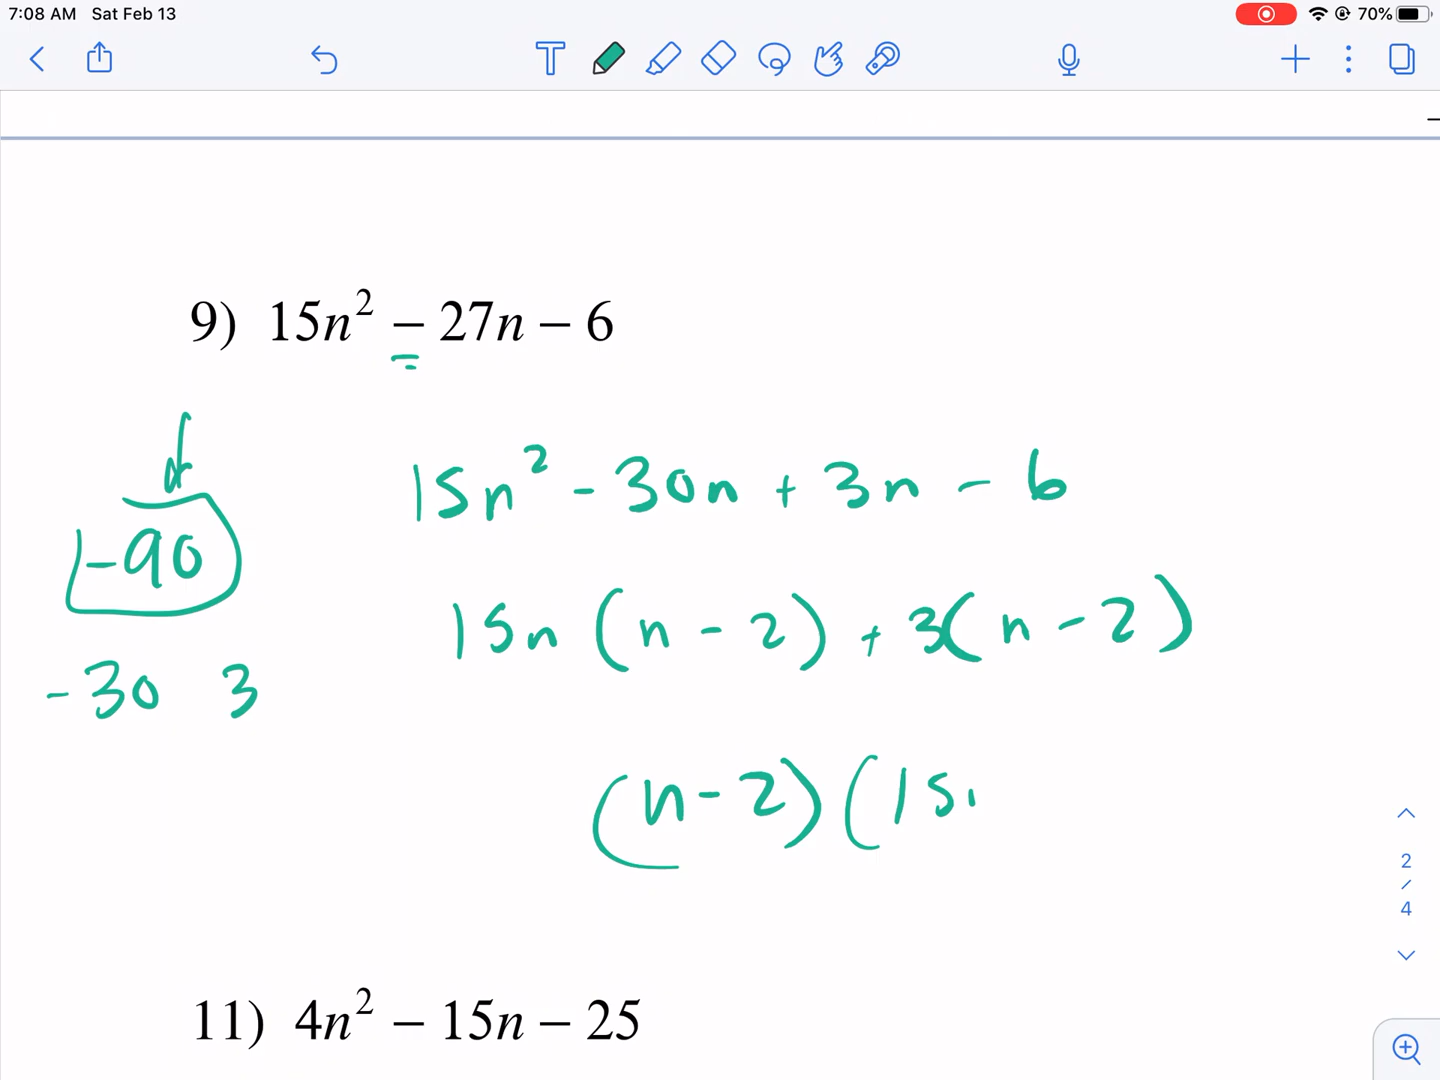 7:08 AM Sat Feb 13 70%
9) 15n² − 27n − 6
15n² - 30n + 3n - 6
-90
15n (n - 2) + 3(n - 2)
-30 3
(n-2)(15
2
/
4
11) 4n² − 15n − 25